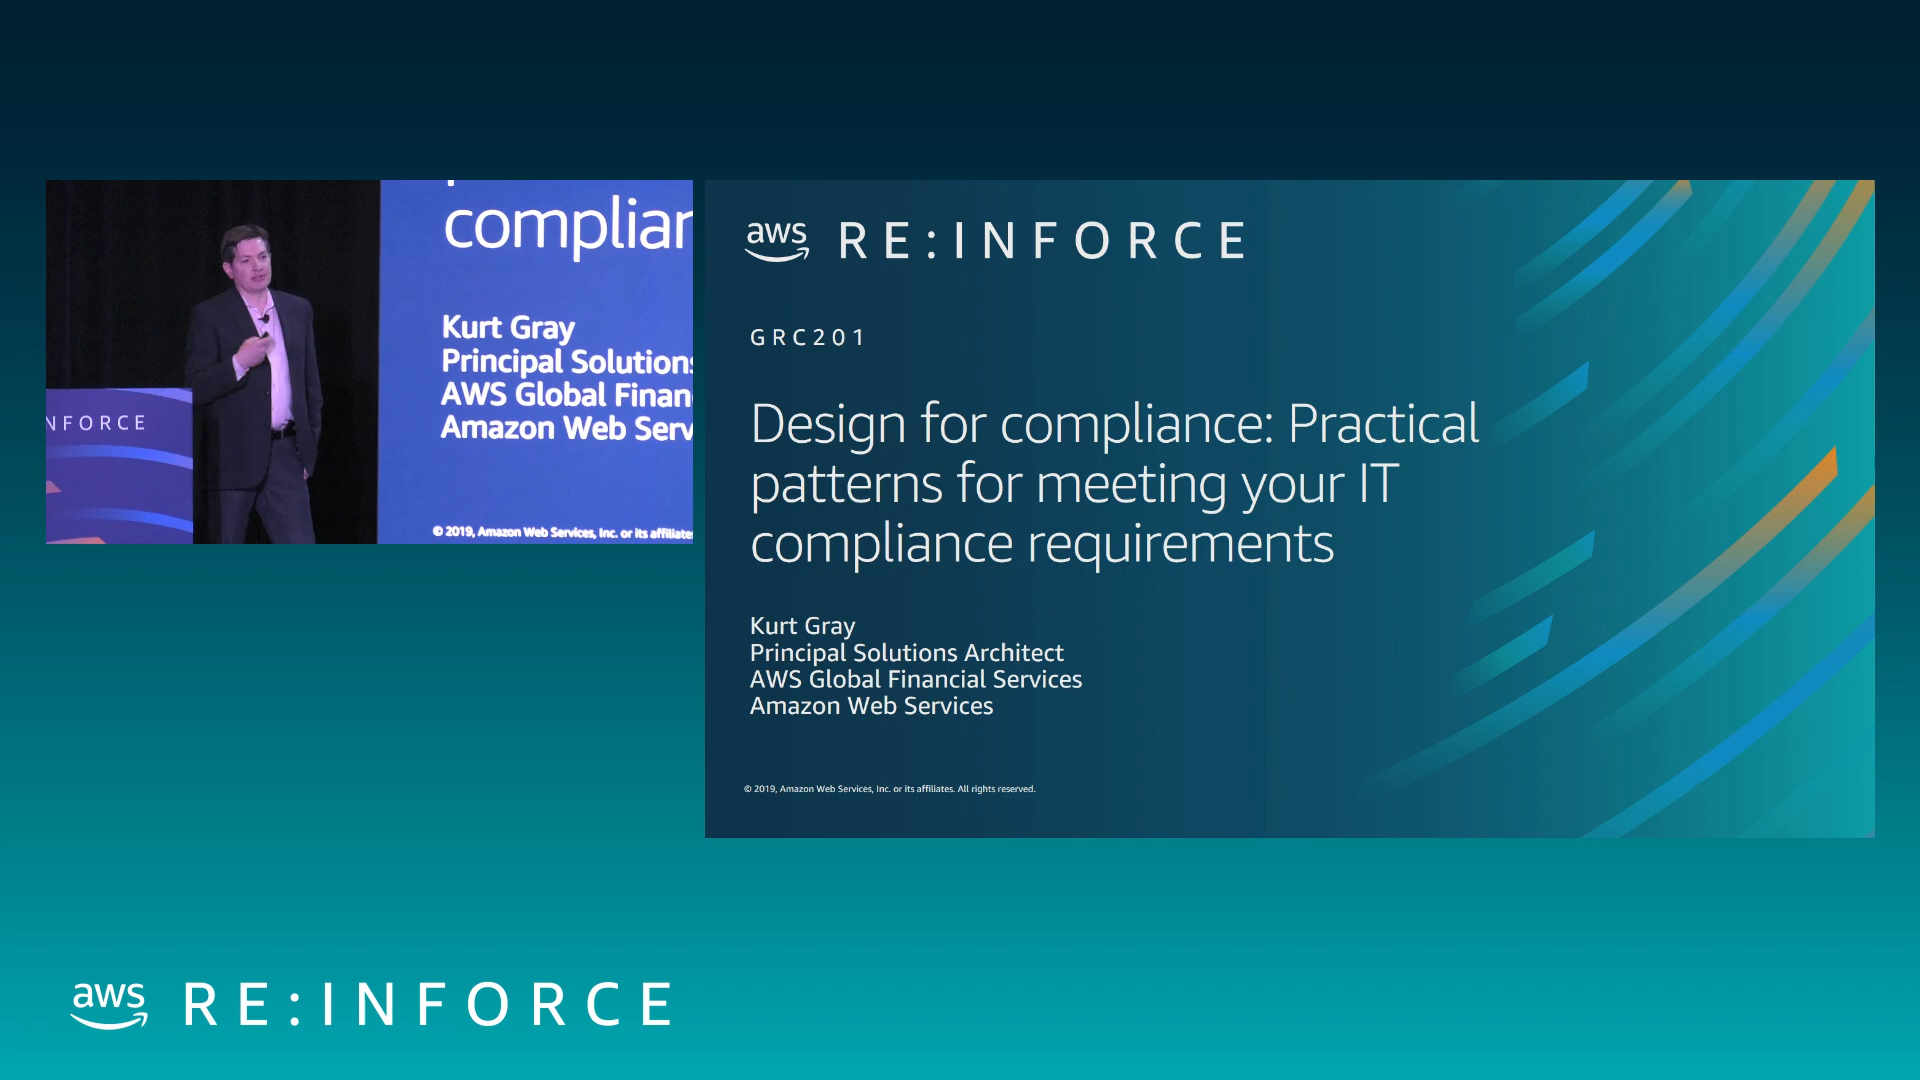 complian
Kurt Gray
Principal Solutions
AWS Global Finan
Amazon Web Serv
© 2019, Amazon Web Services, Inc. or its affiliates
NFORCE
aws RE:INFORCE
GRC201
Design for compliance: Practical
patterns for meeting your IT
compliance requirements
Kurt Gray
Principal Solutions Architect
AWS Global Financial Services
Amazon Web Services
© 2019, Amazon Web Services, Inc. or its affiliates. All rights reserved.
aws RE:INFORCE